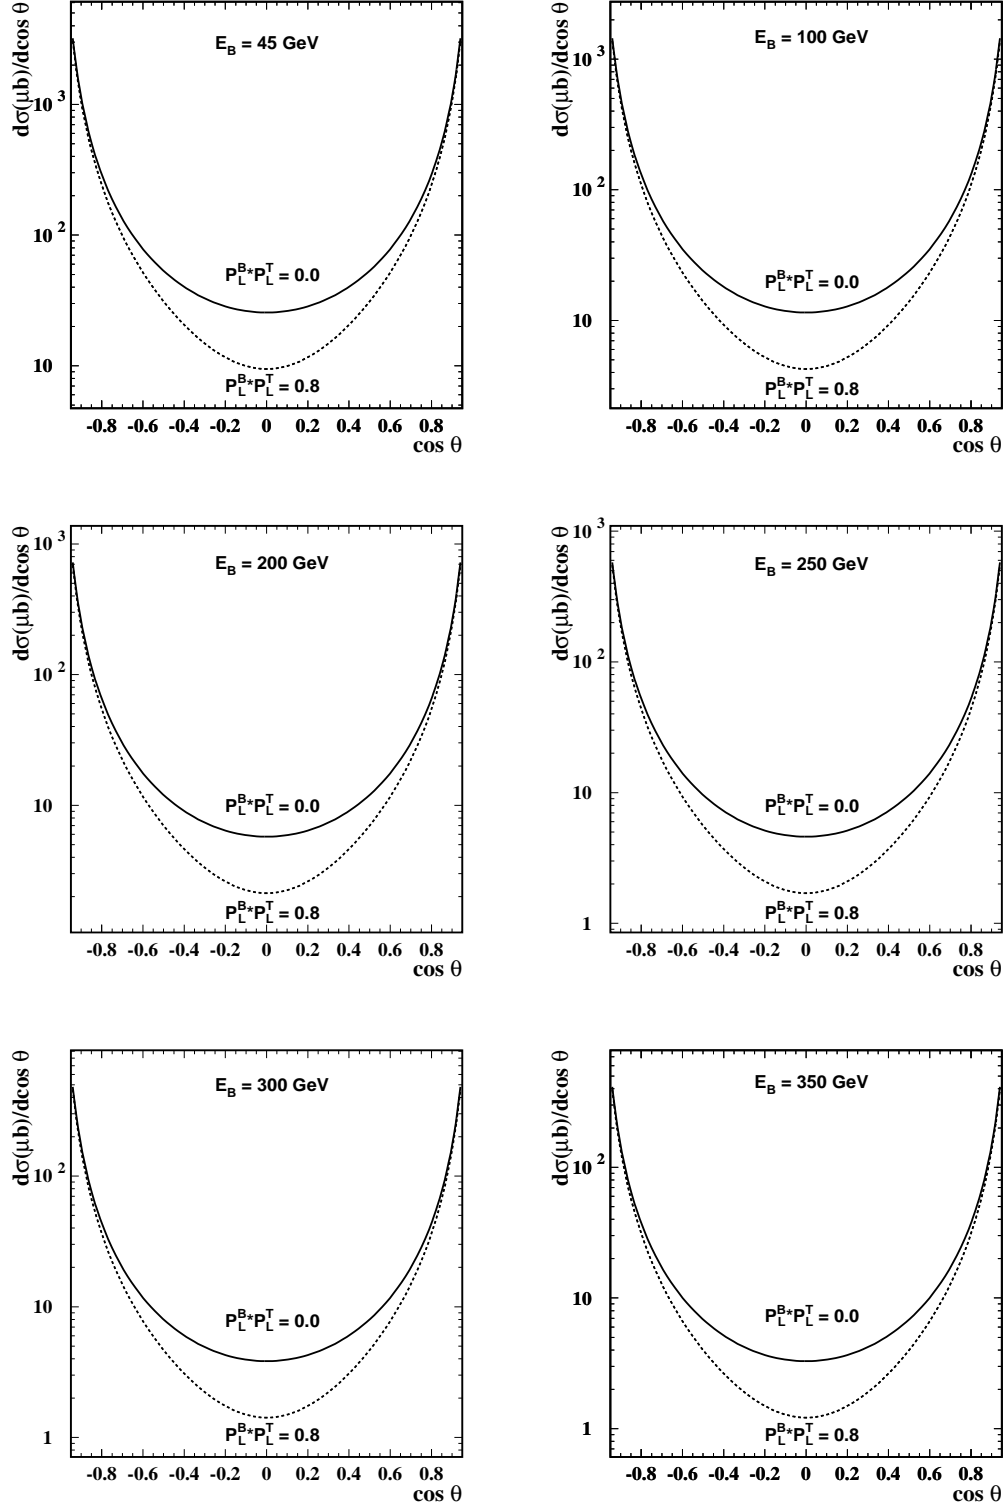 dσ(μb)/dcos θ
E_B = 45 GeV
10^3
10^2
P_L^B*P_L^T = 0.0
10
P_L^B*P_L^T = 0.8
-0.8 -0.6 -0.4 -0.2 0 0.2 0.4 0.6 0.8
cos θ
dσ(μb)/dcos θ
E_B = 100 GeV
10^3
10^2
P_L^B*P_L^T = 0.0
10
P_L^B*P_L^T = 0.8
-0.8 -0.6 -0.4 -0.2 0 0.2 0.4 0.6 0.8
cos θ
dσ(μb)/dcos θ
10^3
E_B = 200 GeV
10^2
10
P_L^B*P_L^T = 0.0
P_L^B*P_L^T = 0.8
-0.8 -0.6 -0.4 -0.2 0 0.2 0.4 0.6 0.8
cos θ
dσ(μb)/dcos θ
10^3
E_B = 250 GeV
10^2
10
P_L^B*P_L^T = 0.0
P_L^B*P_L^T = 0.8
1
-0.8 -0.6 -0.4 -0.2 0 0.2 0.4 0.6 0.8
cos θ
dσ(μb)/dcos θ
E_B = 300 GeV
10^2
10
P_L^B*P_L^T = 0.0
P_L^B*P_L^T = 0.8
1
-0.8 -0.6 -0.4 -0.2 0 0.2 0.4 0.6 0.8
cos θ
dσ(μb)/dcos θ
E_B = 350 GeV
10^2
10
P_L^B*P_L^T = 0.0
1
P_L^B*P_L^T = 0.8
-0.8 -0.6 -0.4 -0.2 0 0.2 0.4 0.6 0.8
cos θ